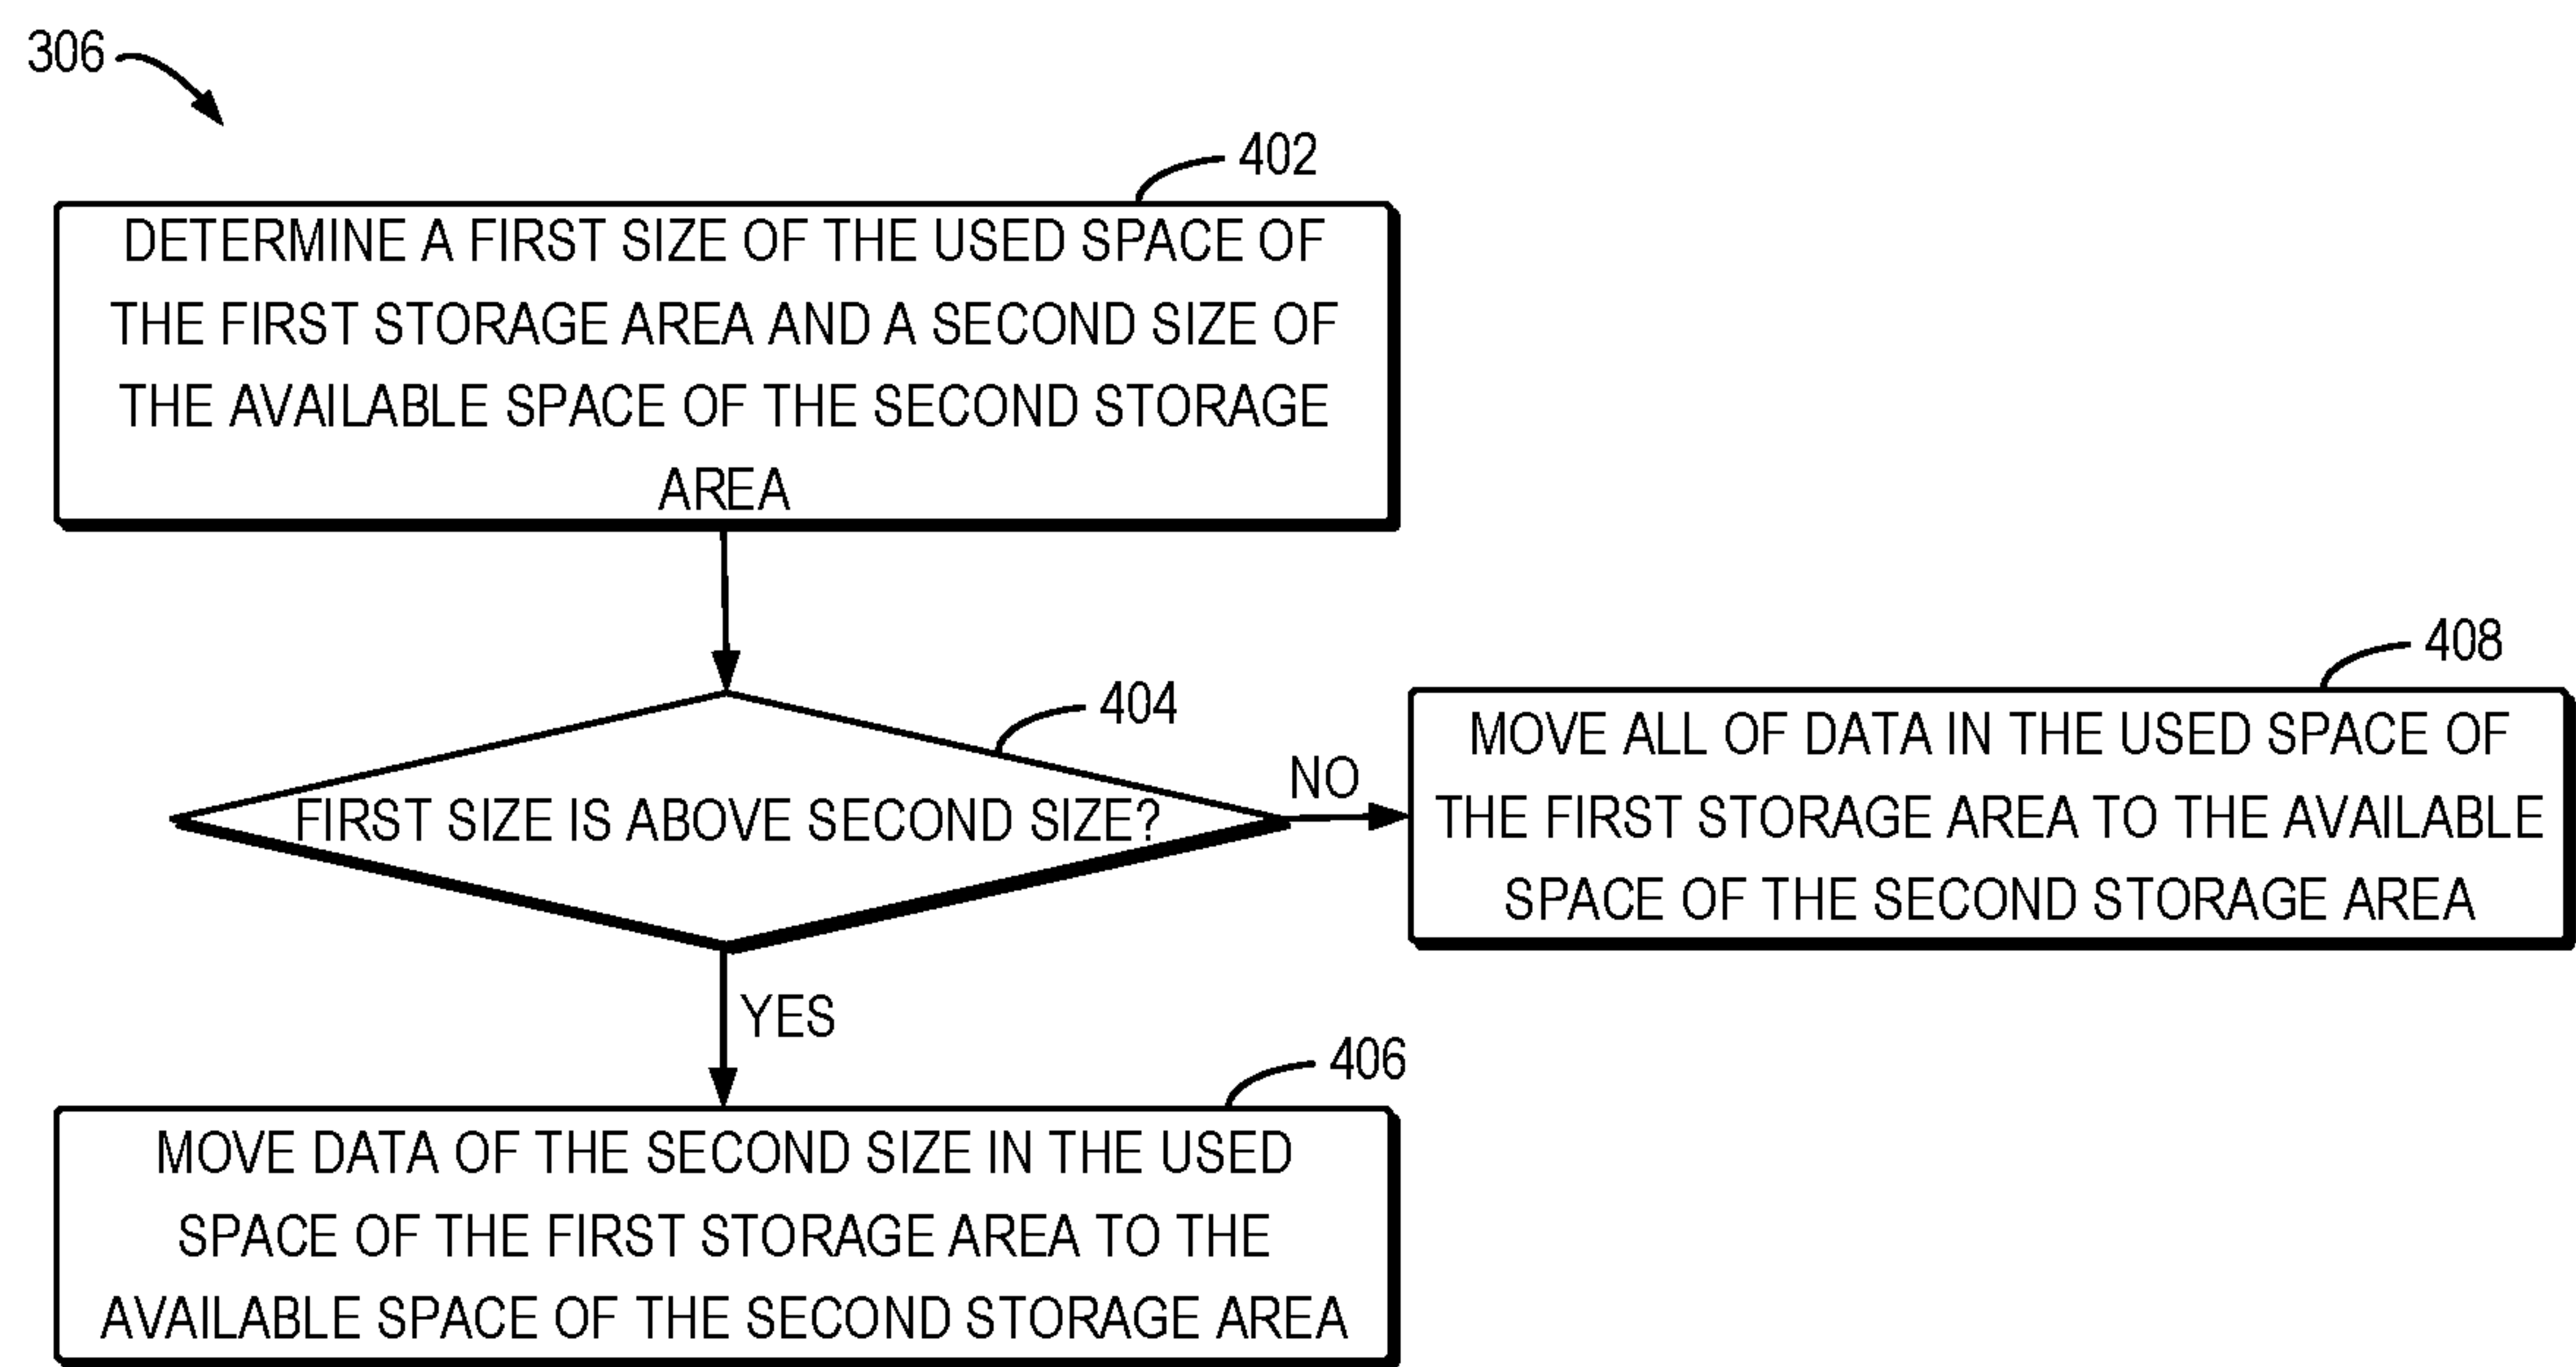 306
402
DETERMINE A FIRST SIZE OF THE USED SPACE OF
THE FIRST STORAGE AREA AND A SECOND SIZE OF
THE AVAILABLE SPACE OF THE SECOND STORAGE
AREA
404
FIRST SIZE IS ABOVE SECOND SIZE?
NO
408
MOVE ALL OF DATA IN THE USED SPACE OF
THE FIRST STORAGE AREA TO THE AVAILABLE
SPACE OF THE SECOND STORAGE AREA
YES
406
MOVE DATA OF THE SECOND SIZE IN THE USED
SPACE OF THE FIRST STORAGE AREA TO THE
AVAILABLE SPACE OF THE SECOND STORAGE AREA